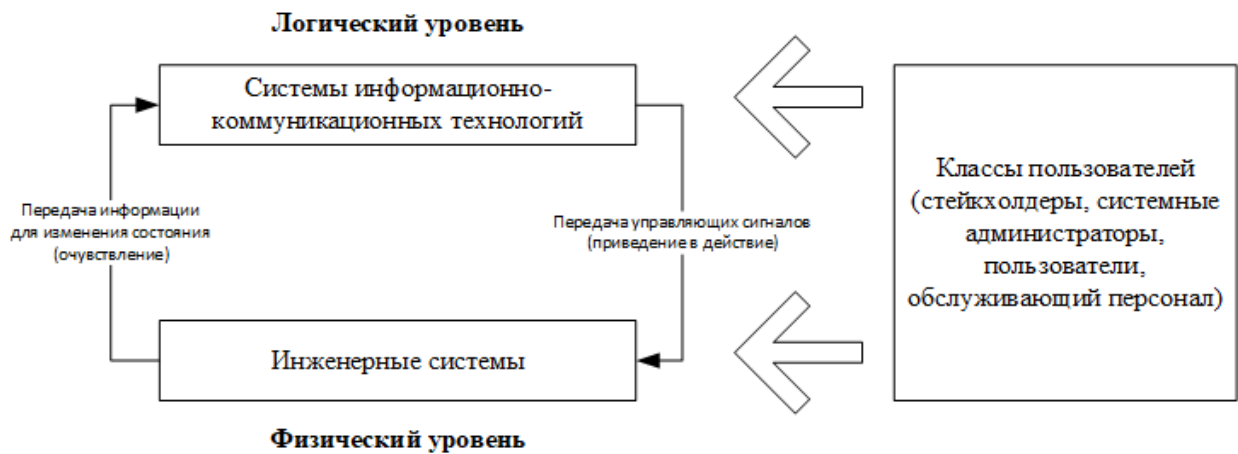 Логический уровень
Системы информационно-
коммуникационных технологий
Передача информации
для изменения состояния
(очувствление)
Передача управляющих сигналов
(приведение в действие)
Классы пользователей
(стейкхолдеры, системные
администраторы,
пользователи,
обслуживающий персонал)
Инженерные системы
Физический уровень